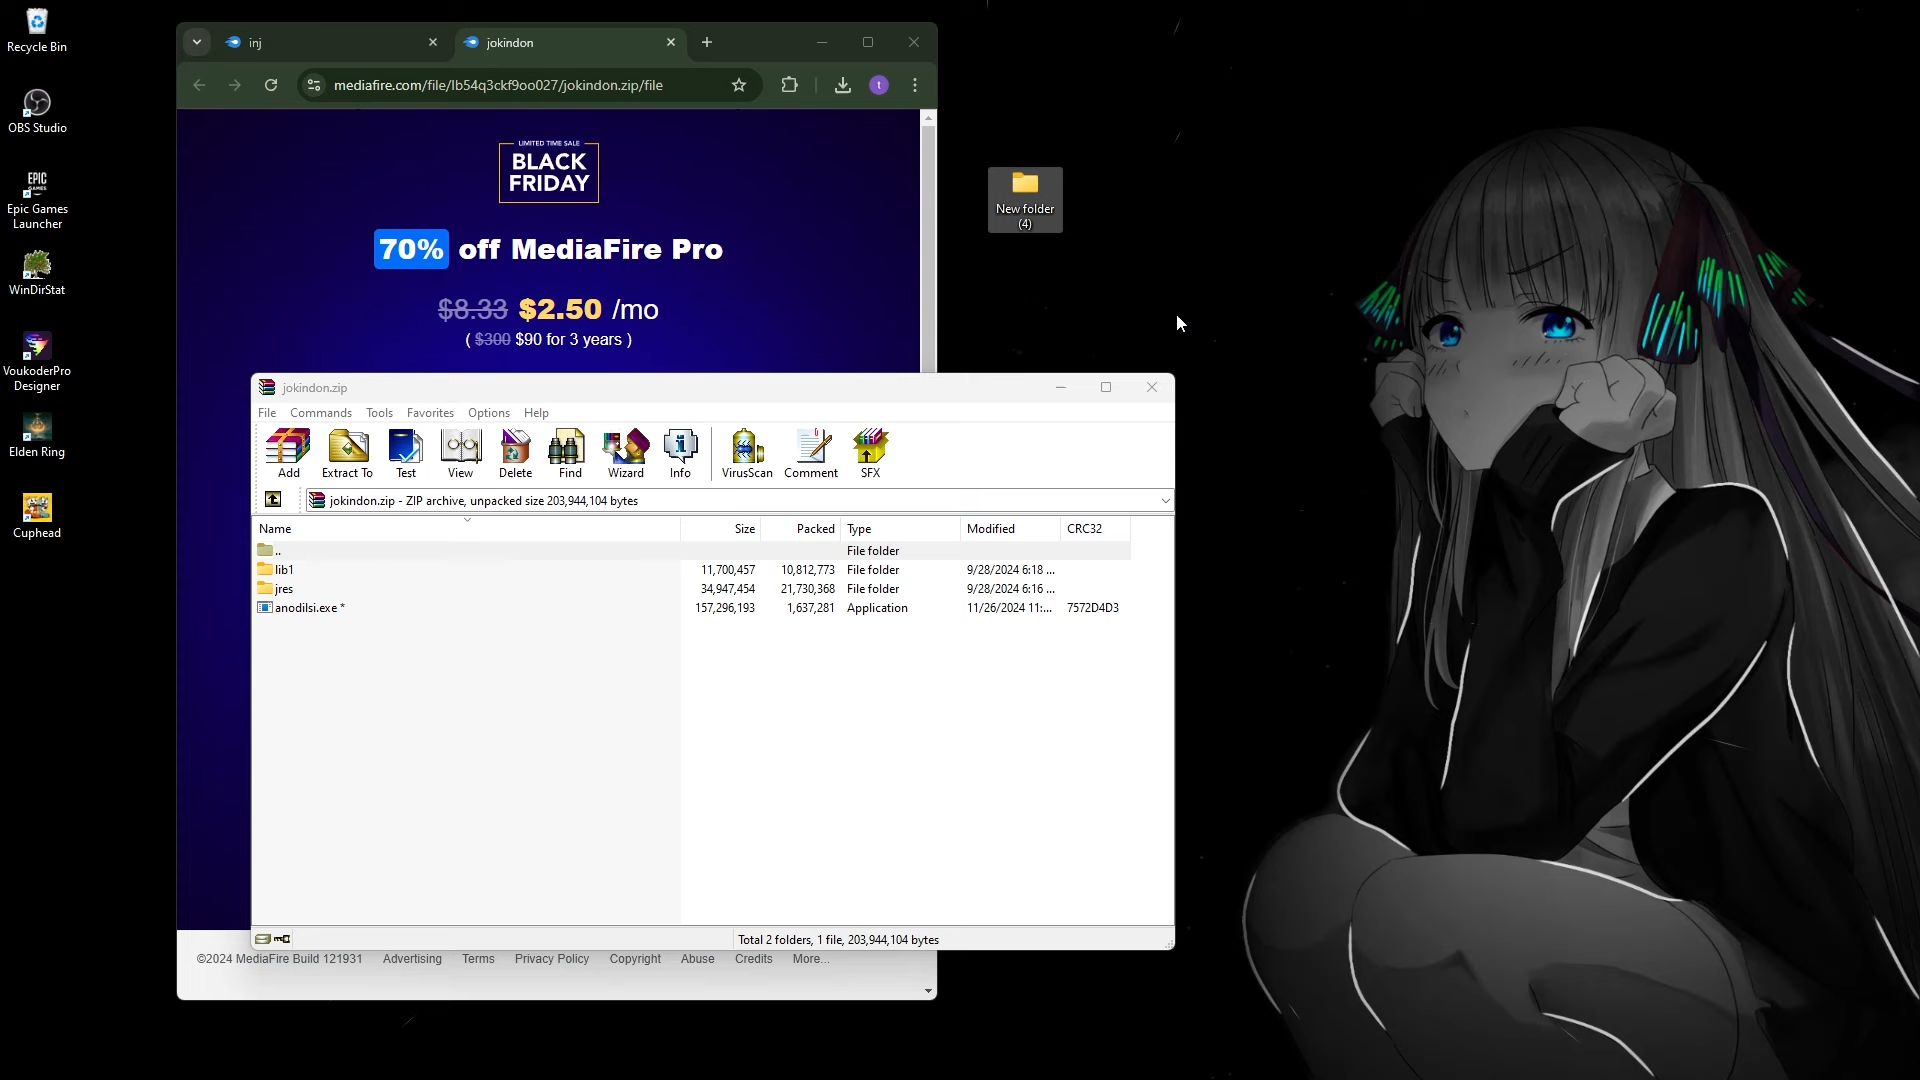 Recycle Bin
OBS Studio
EPIC
GAMES
Epic Games
Launcher
WinDirStat
VoukoderPro
Designer
Elden Ring
Cuphead
inj
jokindon
mediafire.com/file/lb54q3ckf9oo027/jokindon.zip/file
t
LIMITED TIME SALE
BLACK
FRIDAY
70% off MediaFire Pro
$8.33 $2.50 /mo
( $300 $90 for 3 years )
New folder
(4)
jokindon.zip
File Commands Tools Favorites Options Help
Add Extract To Test View Delete Find Wizard Info VirusScan Comment SFX
jokindon.zip - ZIP archive, unpacked size 203,944,104 bytes
Name Size Packed Type Modified CRC32
.. File folder
lib1 11,700,457 10,812,773 File folder 9/28/2024 6:18 ...
jres 34,947,454 21,730,368 File folder 9/28/2024 6:16 ...
anodilsi.exe * 157,296,193 1,637,281 Application 11/26/2024 11:... 7572D4D3
Total 2 folders, 1 file, 203,944,104 bytes
©2024 MediaFire Build 121931 Advertising Terms Privacy Policy Copyright Abuse Credits More...